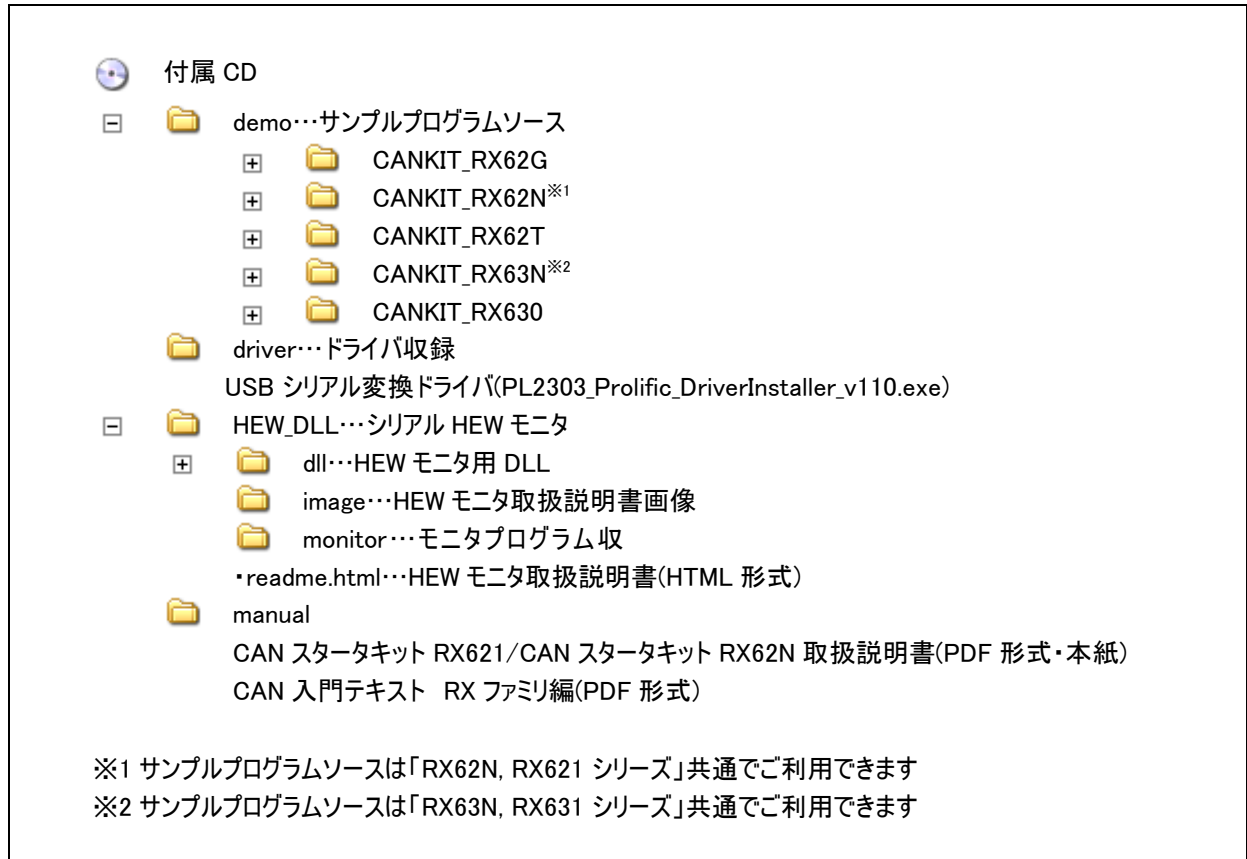 付属 CD
demo…サンプルプログラムソース
CANKIT_RX62G
CANKIT_RX62N※1
CANKIT_RX62T
CANKIT_RX63N※2
CANKIT_RX630
driver…ドライバ収録
USB シリアル変換ドライバ(PL2303_Prolific_DriverInstaller_v110.exe)
HEW_DLL…シリアル HEW モニタ
dll…HEW モニタ用 DLL
image…HEW モニタ取扱説明書画像
monitor…モニタプログラム収
・readme.html…HEW モニタ取扱説明書(HTML 形式)
manual
CAN スタータキット RX621/CAN スタータキット RX62N 取扱説明書(PDF 形式・本紙)
CAN 入門テキスト RX ファミリ編(PDF 形式)
※1 サンプルプログラムソースは「RX62N, RX621 シリーズ」共通でご利用できます
※2 サンプルプログラムソースは「RX63N, RX631 シリーズ」共通でご利用できます